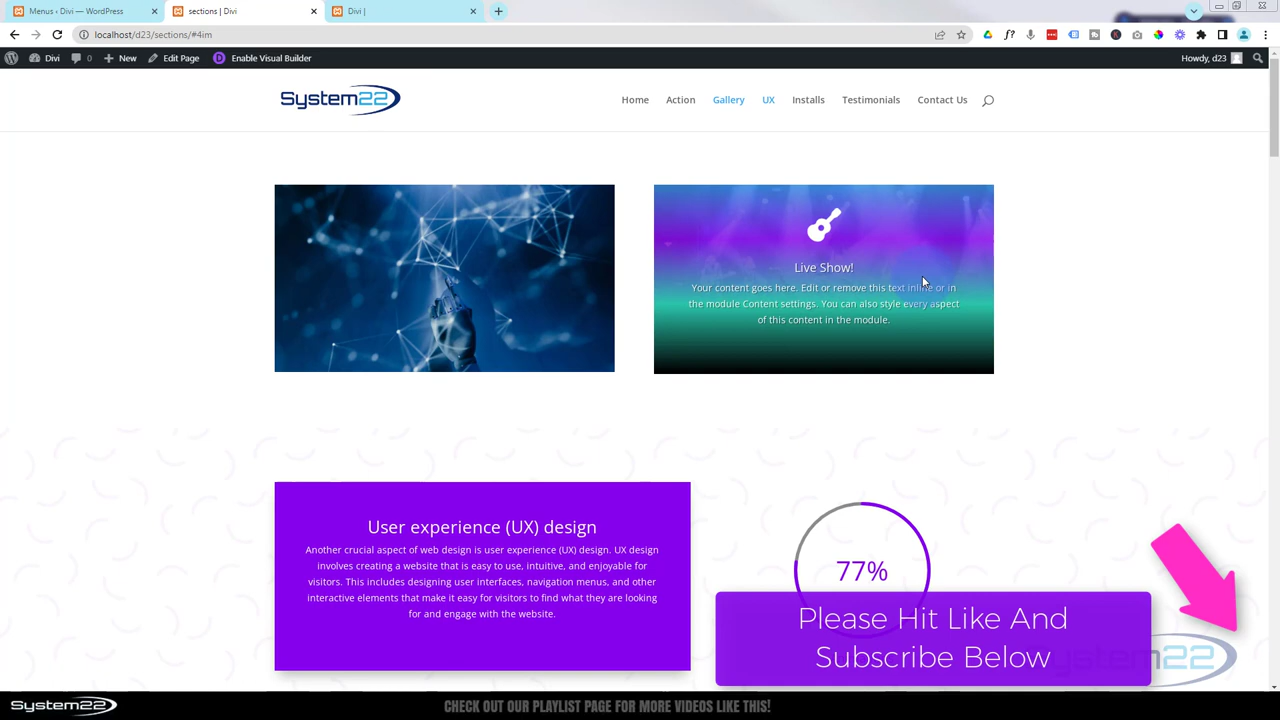 Menus ‹ Divi — WordPress
sections | Divi
Divi |
localhost/d23/sections/#4im
Divi
0
New
Edit Page
D
Enable Visual Builder
Howdy, d23
System22
Home
Action
Gallery
UX
Installs
Testimonials
Contact Us
Live Show!
Your content goes here. Edit or remove this text inline or in
the module Content settings. You can also style every aspect
of this content in the module.
User experience (UX) design
Another crucial aspect of web design is user experience (UX) design. UX design
involves creating a website that is easy to use, intuitive, and enjoyable for
visitors. This includes designing user interfaces, navigation menus, and other
interactive elements that make it easy for visitors to find what they are looking
for and engage with the website.
77%
Please Hit Like And
Subscribe Below
System22
CHECK OUT OUR PLAYLIST PAGE FOR MORE VIDEOS LIKE THIS!